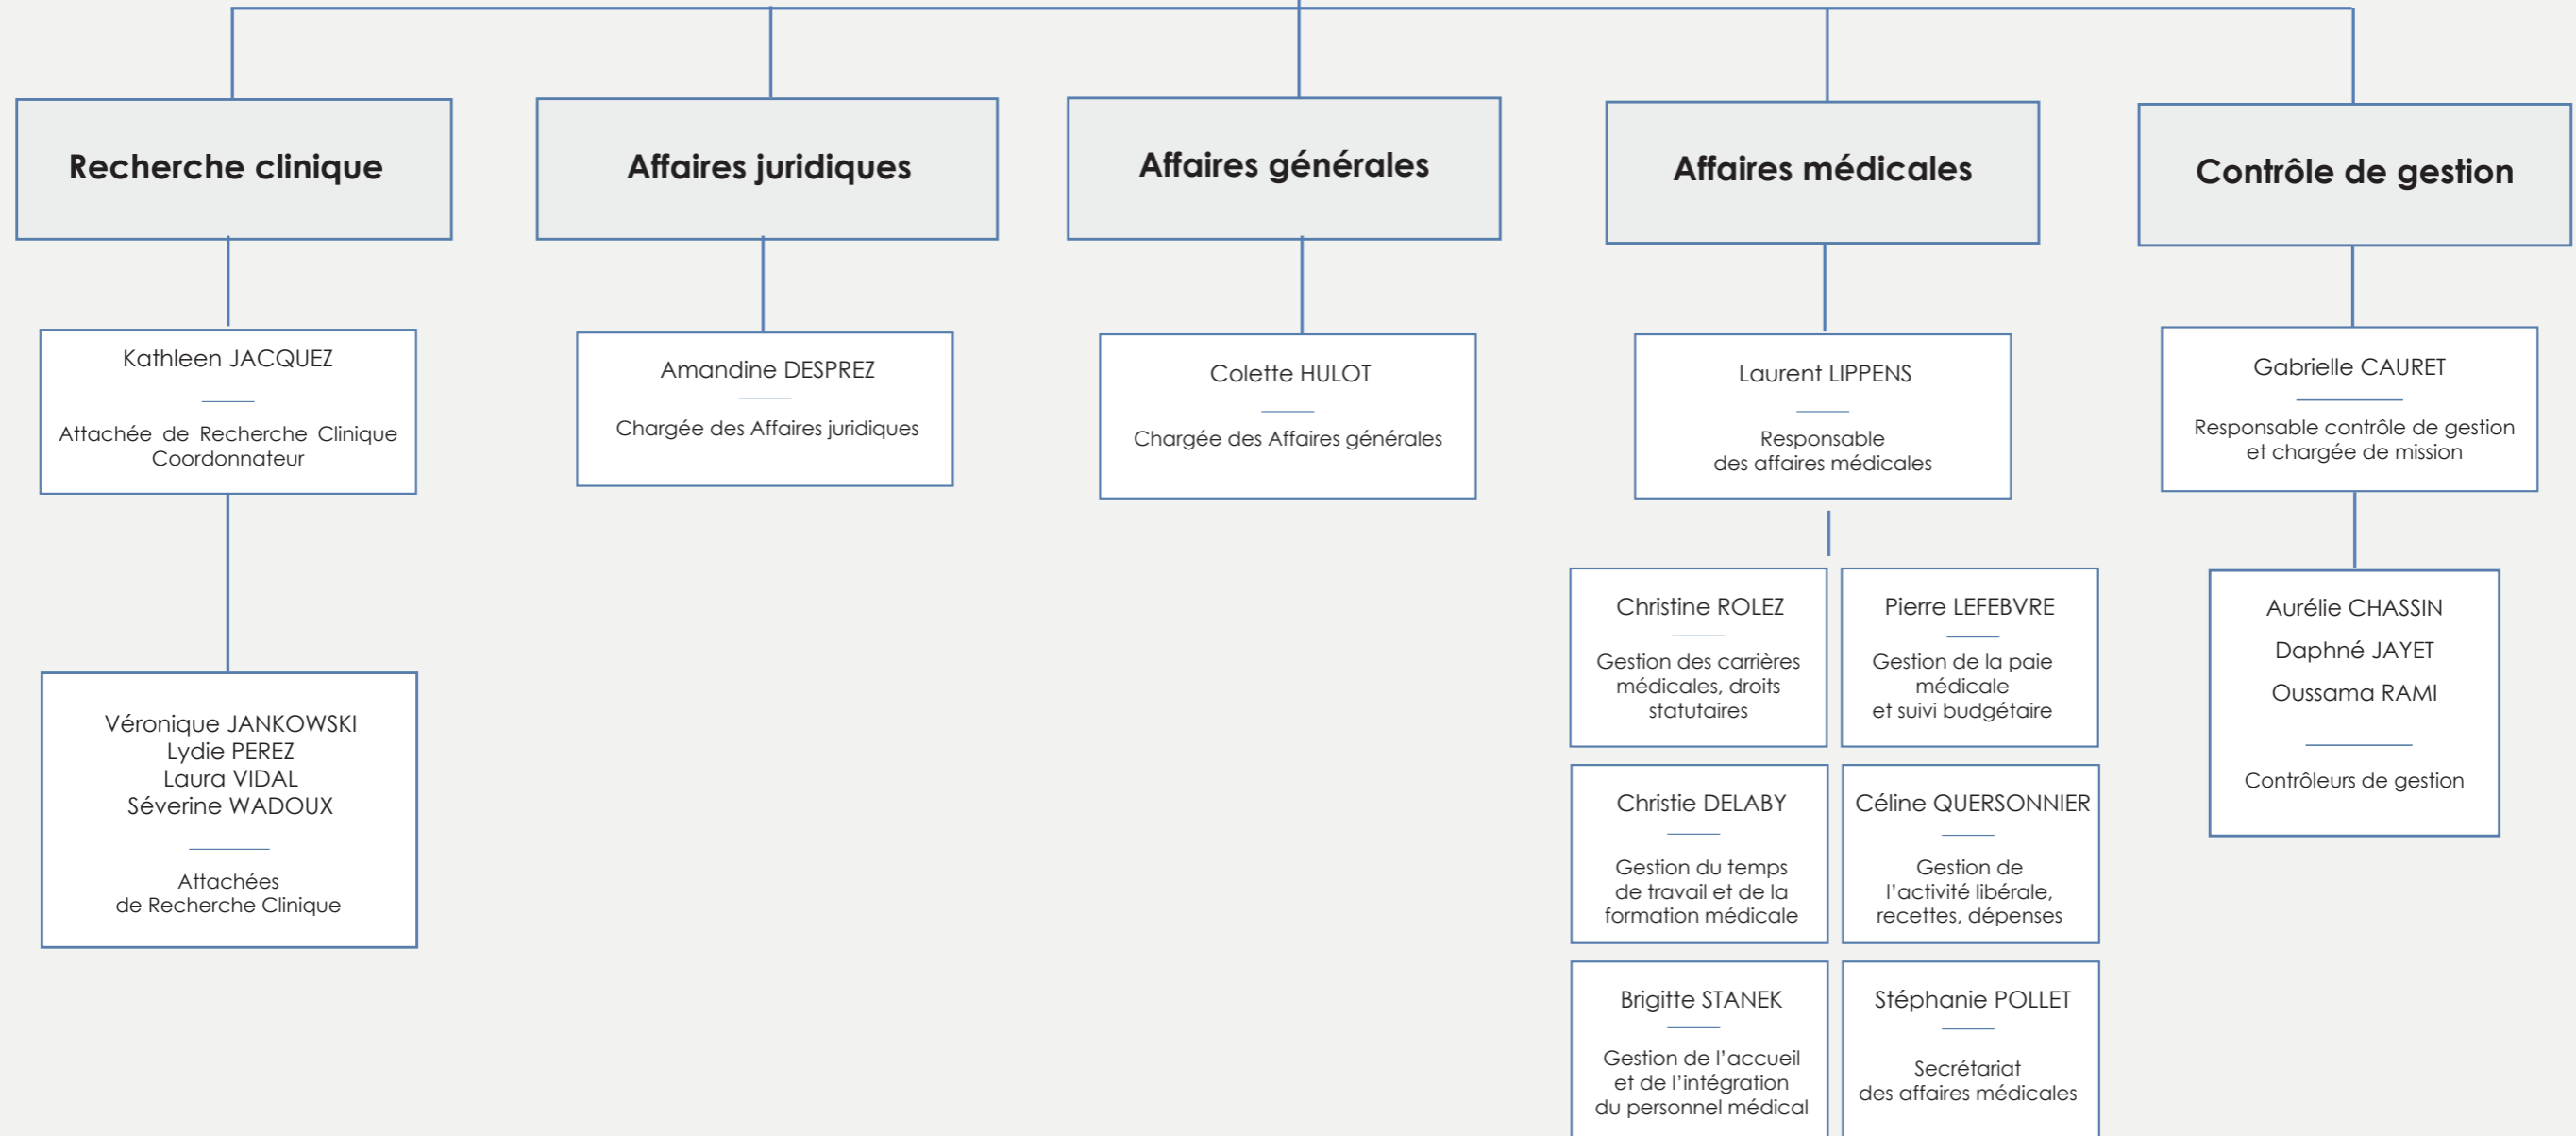 Recherche clinique
Affaires juridiques
Affaires générales
Affaires médicales
Contrôle de gestion
Kathleen JACQUEZ
Attachée de Recherche Clinique
Coordonnateur
Amandine DESPREZ
Chargée des Affaires juridiques
Colette HULOT
Chargée des Affaires générales
Laurent LIPPENS
Responsable
des affaires médicales
Gabrielle CAURET
Responsable contrôle de gestion
et chargée de mission
Véronique JANKOWSKI
Lydie PEREZ
Laura VIDAL
Séverine WADOUX
Attachées
de Recherche Clinique
Christine ROLEZ
Gestion des carrières
médicales, droits
statutaires
Pierre LEFEBVRE
Gestion de la paie
médicale
et suivi budgétaire
Christie DELABY
Gestion du temps
de travail et de la
formation médicale
Céline QUERSONNIER
Gestion de
l’activité libérale,
recettes, dépenses
Brigitte STANEK
Gestion de l’accueil
et de l’intégration
du personnel médical
Stéphanie POLLET
Secrétariat
des affaires médicales
Aurélie CHASSIN
Daphné JAYET
Oussama RAMI
Contrôleurs de gestion